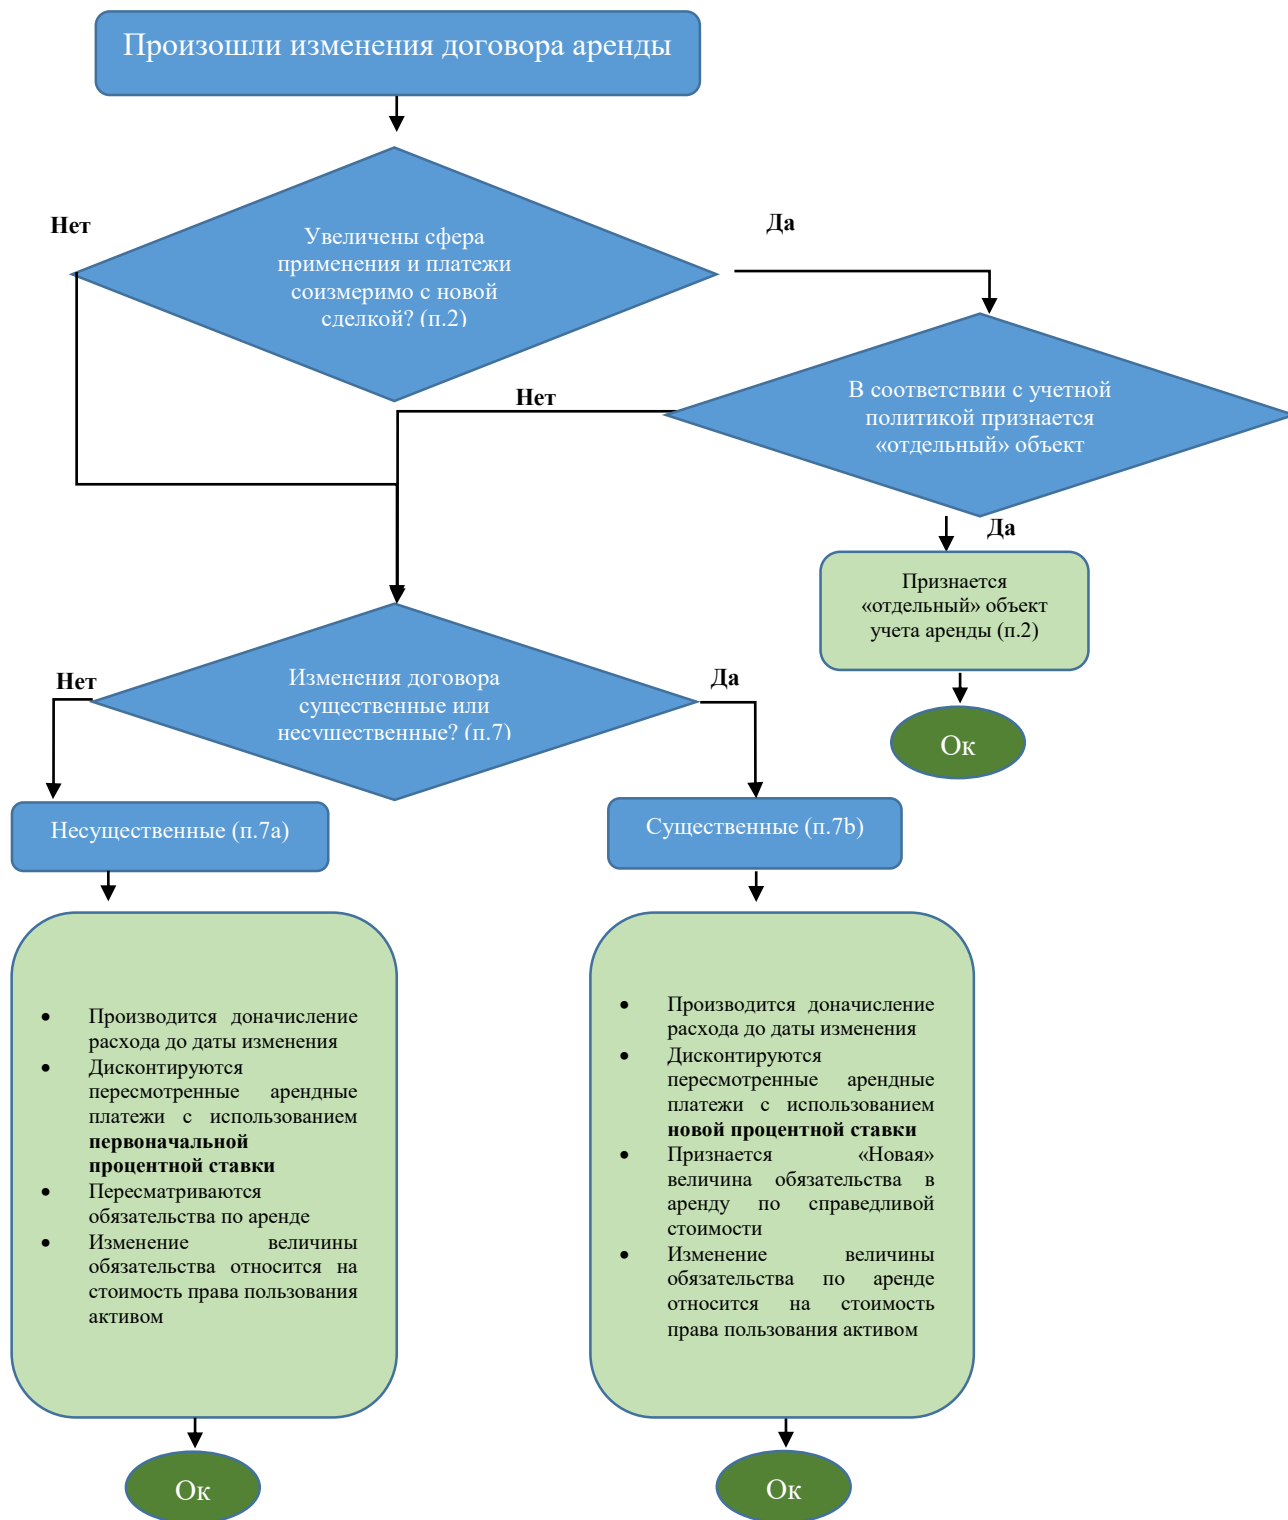 Произошли изменения договора аренды
Нет
Да
Увеличены сфера
применения и платежи
соизмеримо с новой
сделкой? (п.2)
Нет
В соответствии с учетной
политикой признается
«отдельный» объект
Да
Признается
«отдельный» объект
учета аренды (п.2)
Ок
Нет
Да
Изменения договора
существенные или
несущественные? (п.7)
Несущественные (п.7a)
Существенные (п.7b)
• Производится доначисление
расхода до даты изменения
• Дисконтируются
пересмотренные арендные
платежи с использованием
первоначальной
процентной ставки
• Пересматриваются
обязательства по аренде
• Изменение величины
обязательства относится на
стоимость права пользования
активом
• Производится доначисление
расхода до даты изменения
• Дисконтируются
пересмотренные арендные
платежи с использованием
новой процентной ставки
• Признается «Новая»
величина обязательства в
аренду по справедливой
стоимости
• Изменение величины
обязательства по аренде
относится на стоимость
права пользования активом
Ок
Ок